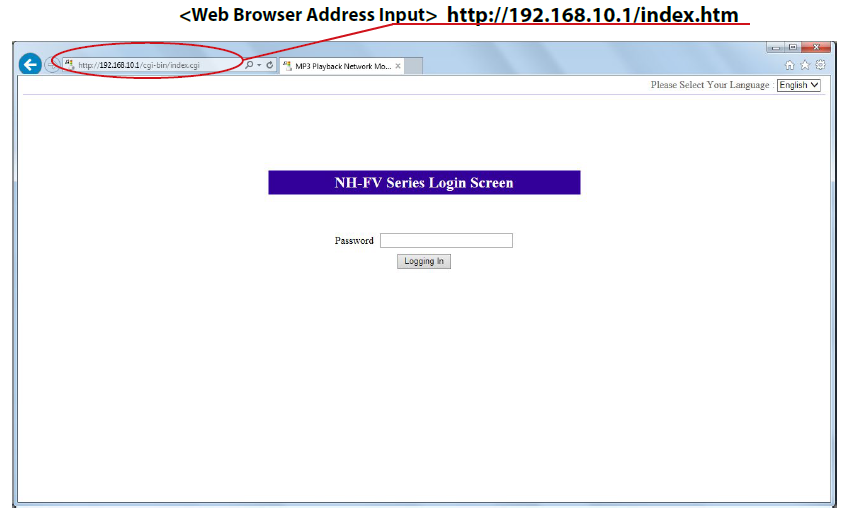 <Web Browser Address Input> http://192.168.10.1/index.htm
http://192.168.10.1/cgi-bin/index.cgi
MP3 Playback Network Mo...
Please Select Your Language : English
NH-FV Series Login Screen
Password
Logging In